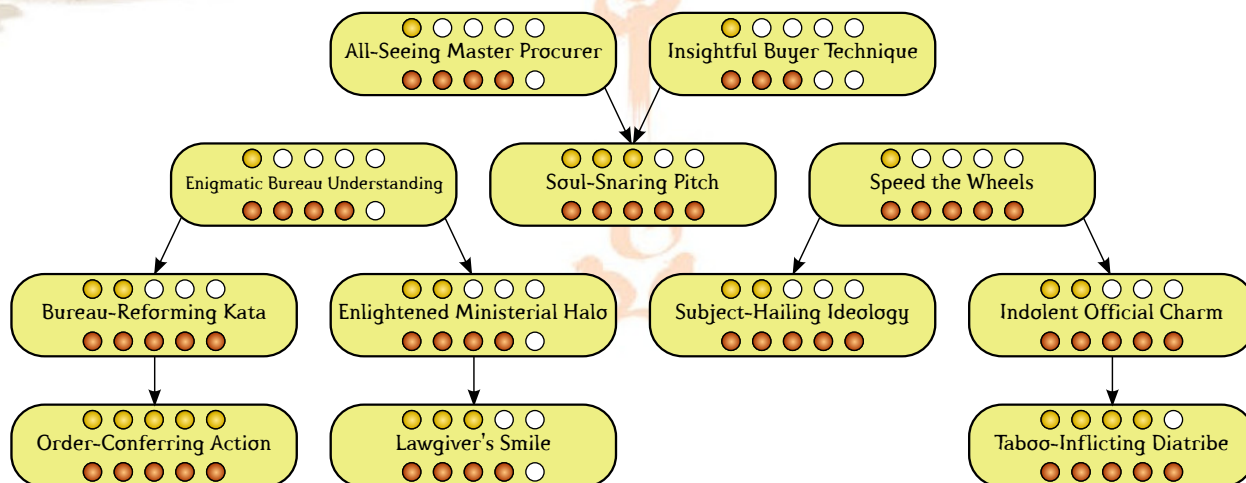 All-Seeing Master Procurer
Insightful Buyer Technique
Enigmatic Bureau Understanding
Soul-Snaring Pitch
Speed the Wheels
Bureau-Reforming Kata
Enlightened Ministerial Halo
Subject-Hailing Ideology
Indolent Official Charm
Order-Conferring Action
Lawgiver's Smile
Taboo-Inflicting Diatribe